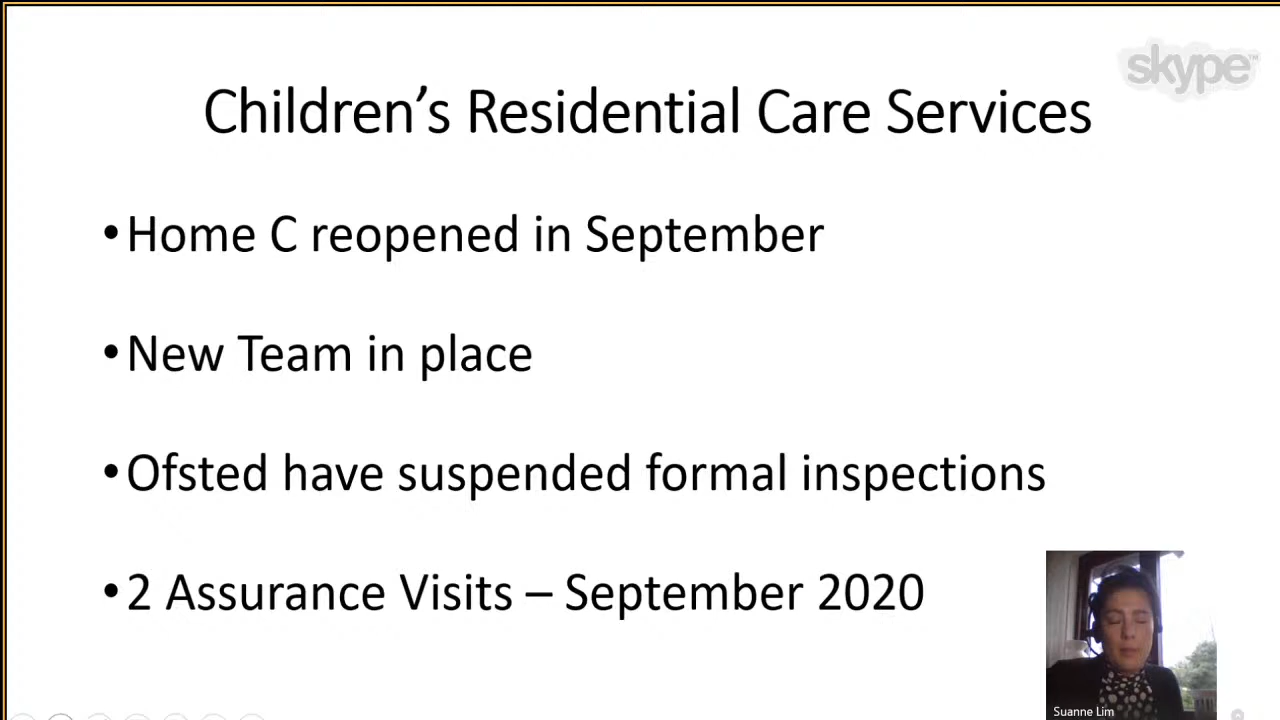 skype™
Children’s Residential Care Services
•Home C reopened in September
•New Team in place
•Ofsted have suspended formal inspections
•2 Assurance Visits – September 2020
Suanne Lim